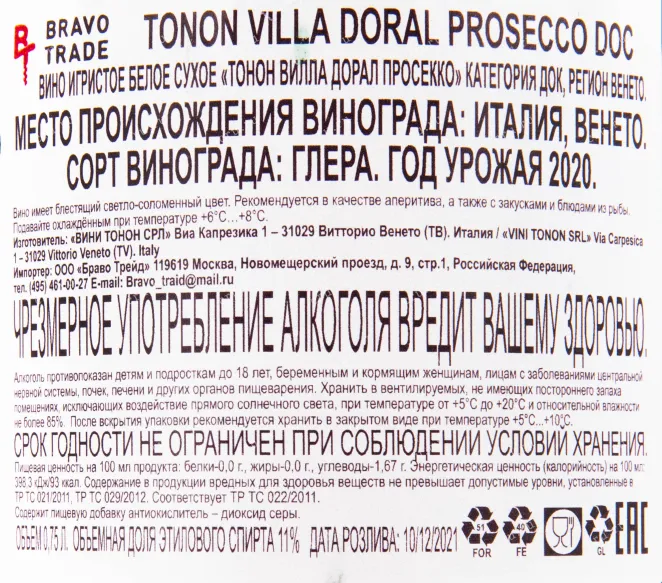 BRAVO TRADE
TONON VILLA DORAL PROSECCO DOC
ВИНО ИГРИСТОЕ БЕЛОЕ СУХОЕ «ТОНОН ВИЛЛА ДОРАЛ ПРОСЕККО» КАТЕГОРИЯ ДОК, РЕГИОН ВЕНЕТО.
МЕСТО ПРОИСХОЖДЕНИЯ ВИНОГРАДА: ИТАЛИЯ, ВЕНЕТО.
СОРТ ВИНОГРАДА: ГЛЕРА. ГОД УРОЖАЯ 2020.
Вино имеет блестящий светло-соломенный цвет. Рекомендуется в качестве аперитива, а также с закусками и блюдами из рыбы.
Подавайте охлаждённым при температуре +6°С...+8°С.
Изготовитель: «ВИНИ ТОНОН СРЛ» Виа Карпезика 1 – 31029 Витторио Венето (ТВ). Италия / «VINI TONON SRL» Via Carpesica
1 – 31029 Vittorio Veneto (TV). Italy
Импортер: ООО «Браво Трейд» 119619 Москва, Новомещерский проезд, д. 9, стр.1, Российская Федерация,
тел. (495) 461-00-27 E-mail: Bravo_traid@mail.ru
ЧРЕЗМЕРНОЕ УПОТРЕБЛЕНИЕ АЛКОГОЛЯ ВРЕДИТ ВАШЕМУ ЗДОРОВЬЮ.
Алкоголь противопоказан детям и подросткам до 18 лет, беременным и кормящим женщинам, лицам с заболеваниями центральной
нервной системы, почек, печени и других органов пищеварения. Хранить в вентилируемых, не имеющих постороннего запаха
помещениях, исключающих воздействие прямого солнечного света, при температуре от +5°С до +20°С и относительной влажности
не более 85%. После вскрытия упаковки рекомендуется хранить в закрытом виде при температуре +5°С...+10°С.
СРОК ГОДНОСТИ НЕ ОГРАНИЧЕН ПРИ СОБЛЮДЕНИИ УСЛОВИЙ ХРАНЕНИЯ.
Пищевая ценность на 100 мл продукта: белки-0,0 г., жиры-0,0 г., углеводы-1,67 г. Энергетическая ценность (калорийность) на 100 мл:
398,3 кДж/93 ккал. Содержание в продукции вредных для здоровья веществ не превышает допустимые уровни, установленные в
ТР ТС 021/2011, ТР ТС 029/2012. Соответствует ТР ТС 022/2011.
Содержит пищевую добавку антиокислитель – диоксид серы.
ОБЪЕМ 0,75 Л. ОБЪЕМНАЯ ДОЛЯ ЭТИЛОВОГО СПИРТА 11% ДАТА РОЗЛИВА: 10/12/2021
51 FOR 40 FE GL EAC